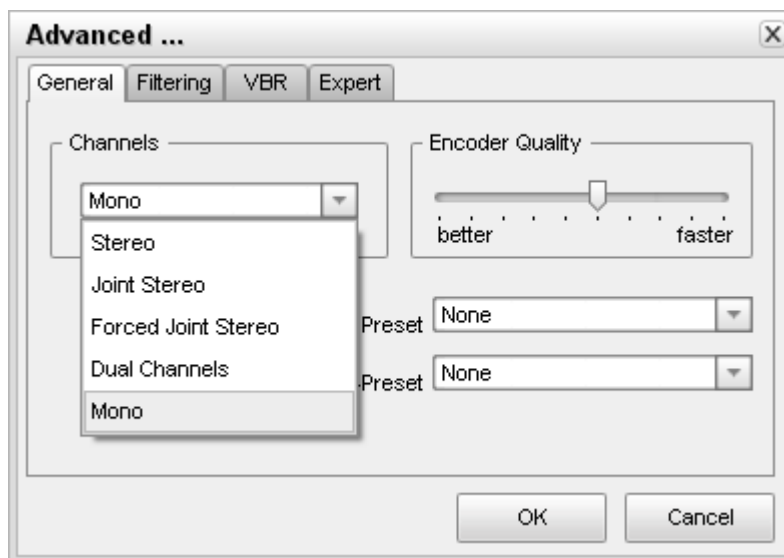 Advanced ...
General Filtering VBR Expert
Channels
Encoder Quality
Mono
better faster
Stereo
Joint Stereo
Forced Joint Stereo
Dual Channels
Mono
Preset None
-Preset None
OK Cancel